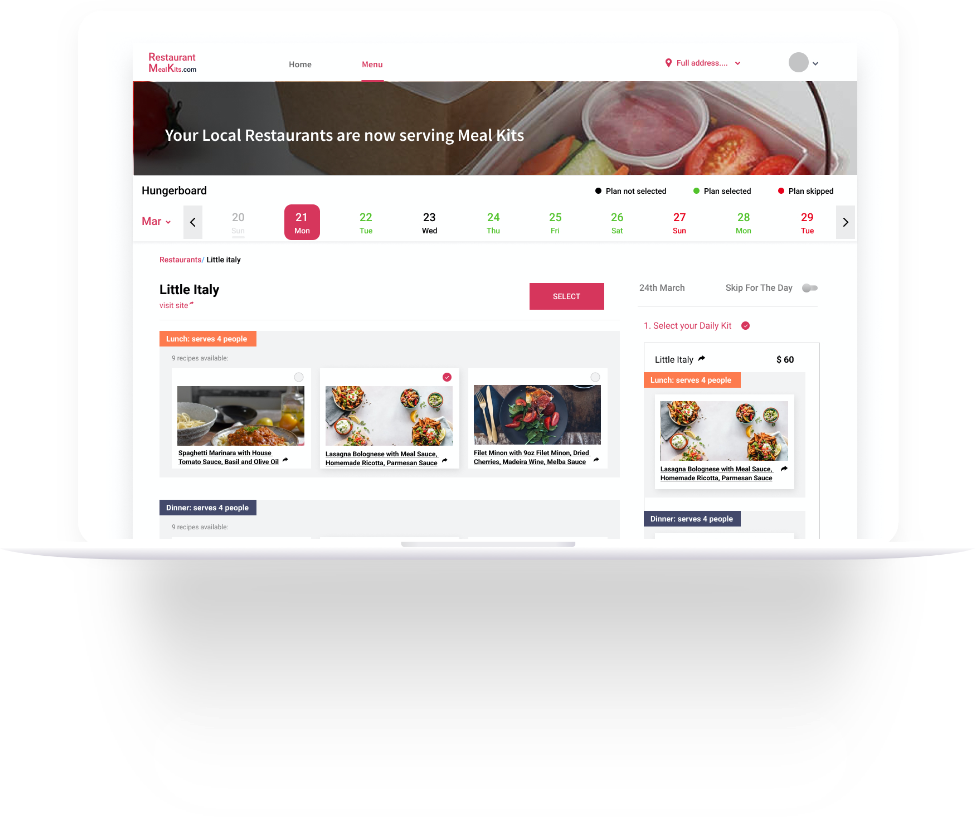 Restaurant
MealKits.com
Home
Menu
Full address....
Your Local Restaurants are now serving Meal Kits
Hungerboard
Plan not selected
Plan selected
Plan skipped
Mar
20
Sun
21
Mon
22
Tue
23
Wed
24
Thu
25
Fri
26
Sat
27
Sun
28
Mon
29
Tue
Restaurants/ Little italy
Little Italy
visit site
SELECT
24th March
Skip For The Day
1. Select your Daily Kit
Lunch: serves 4 people
9 recipes available:
Spaghetti Marinara with House
Tomato Sauce, Basil and Olive Oil
Lasagna Bolognese with Meal Sauce,
Homemade Ricotta, Parmesan Sauce
Filet Minon with 9oz Filet Minon, Dried
Cherries, Madeira Wine, Melba Sauce
Little Italy
$ 60
Lunch: serves 4 people
Lasagna Bolognese with Meal Sauce,
Homemade Ricotta, Parmesan Sauce
Dinner: serves 4 people
9 recipes available:
Dinner: serves 4 people